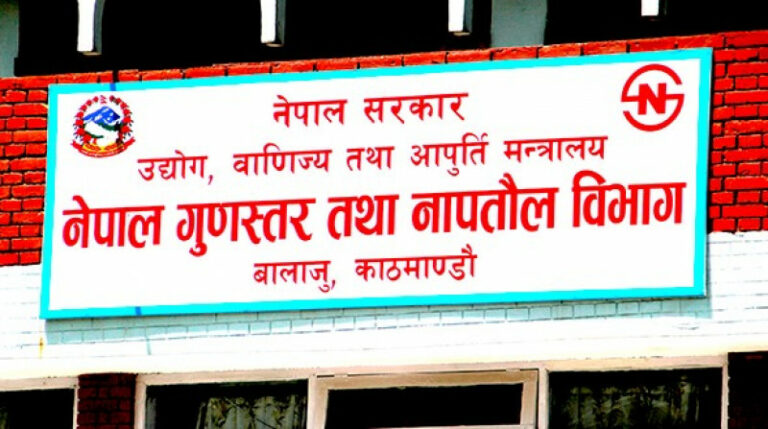 नेपाल सरकार
उद्योग, वाणिज्य तथा आपुर्ति मन्त्रालय
नेपाल गुणस्तर तथा नापतौल विभाग
बालाजु, काठमाण्डौ